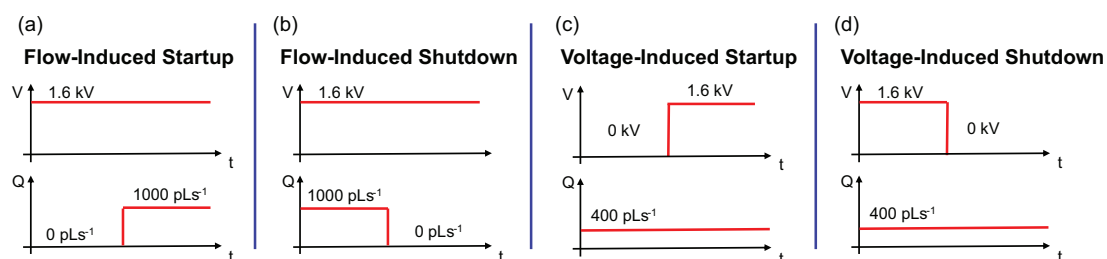 (a)
Flow-Induced Startup
V
1.6 kV
t
Q
1000 pLs⁻¹
0 pLs⁻¹
t
(b)
Flow-Induced Shutdown
V
1.6 kV
t
Q
1000 pLs⁻¹
0 pLs⁻¹
t
(c)
Voltage-Induced Startup
V
1.6 kV
0 kV
t
Q
400 pLs⁻¹
t
(d)
Voltage-Induced Shutdown
V
1.6 kV
0 kV
t
Q
400 pLs⁻¹
t